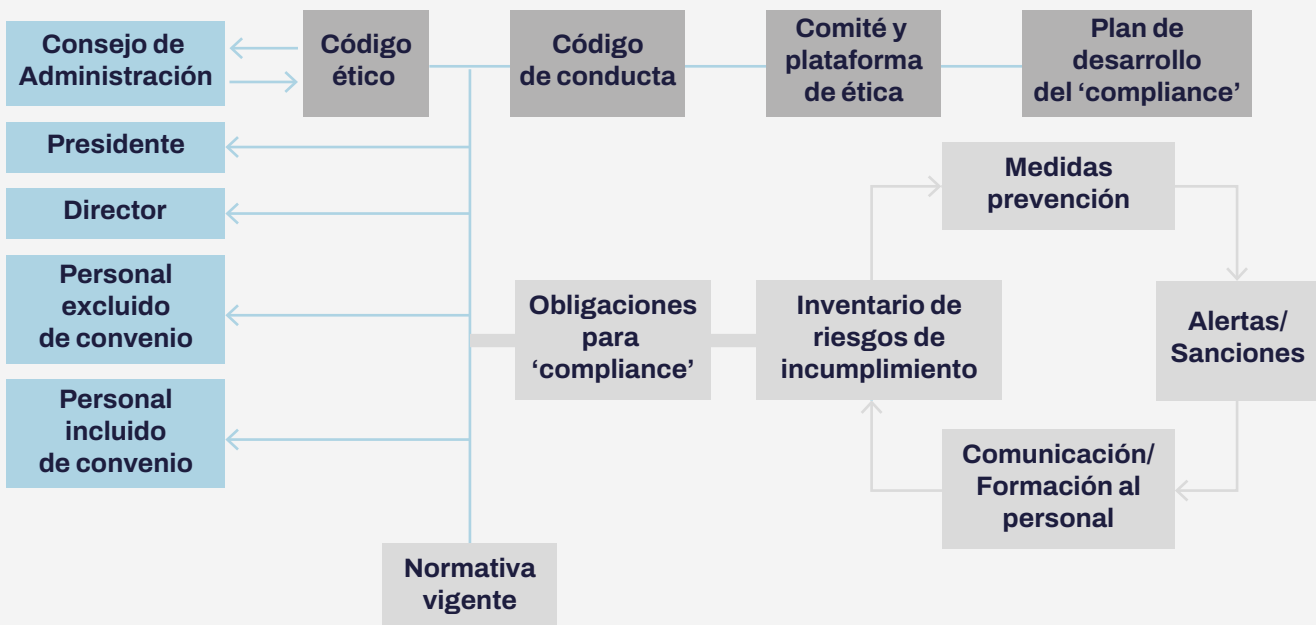 Consejo de
Administración
Código
ético
Código
de conducta
Comité y
plataforma
de ética
Plan de
desarrollo
del ‘compliance’
Presidente
Director
Personal
excluido
de convenio
Personal
incluido
de convenio
Medidas
prevención
Obligaciones
para
‘compliance’
Inventario de
riesgos de
incumplimiento
Alertas/
Sanciones
Comunicación/
Formación al
personal
Normativa
vigente